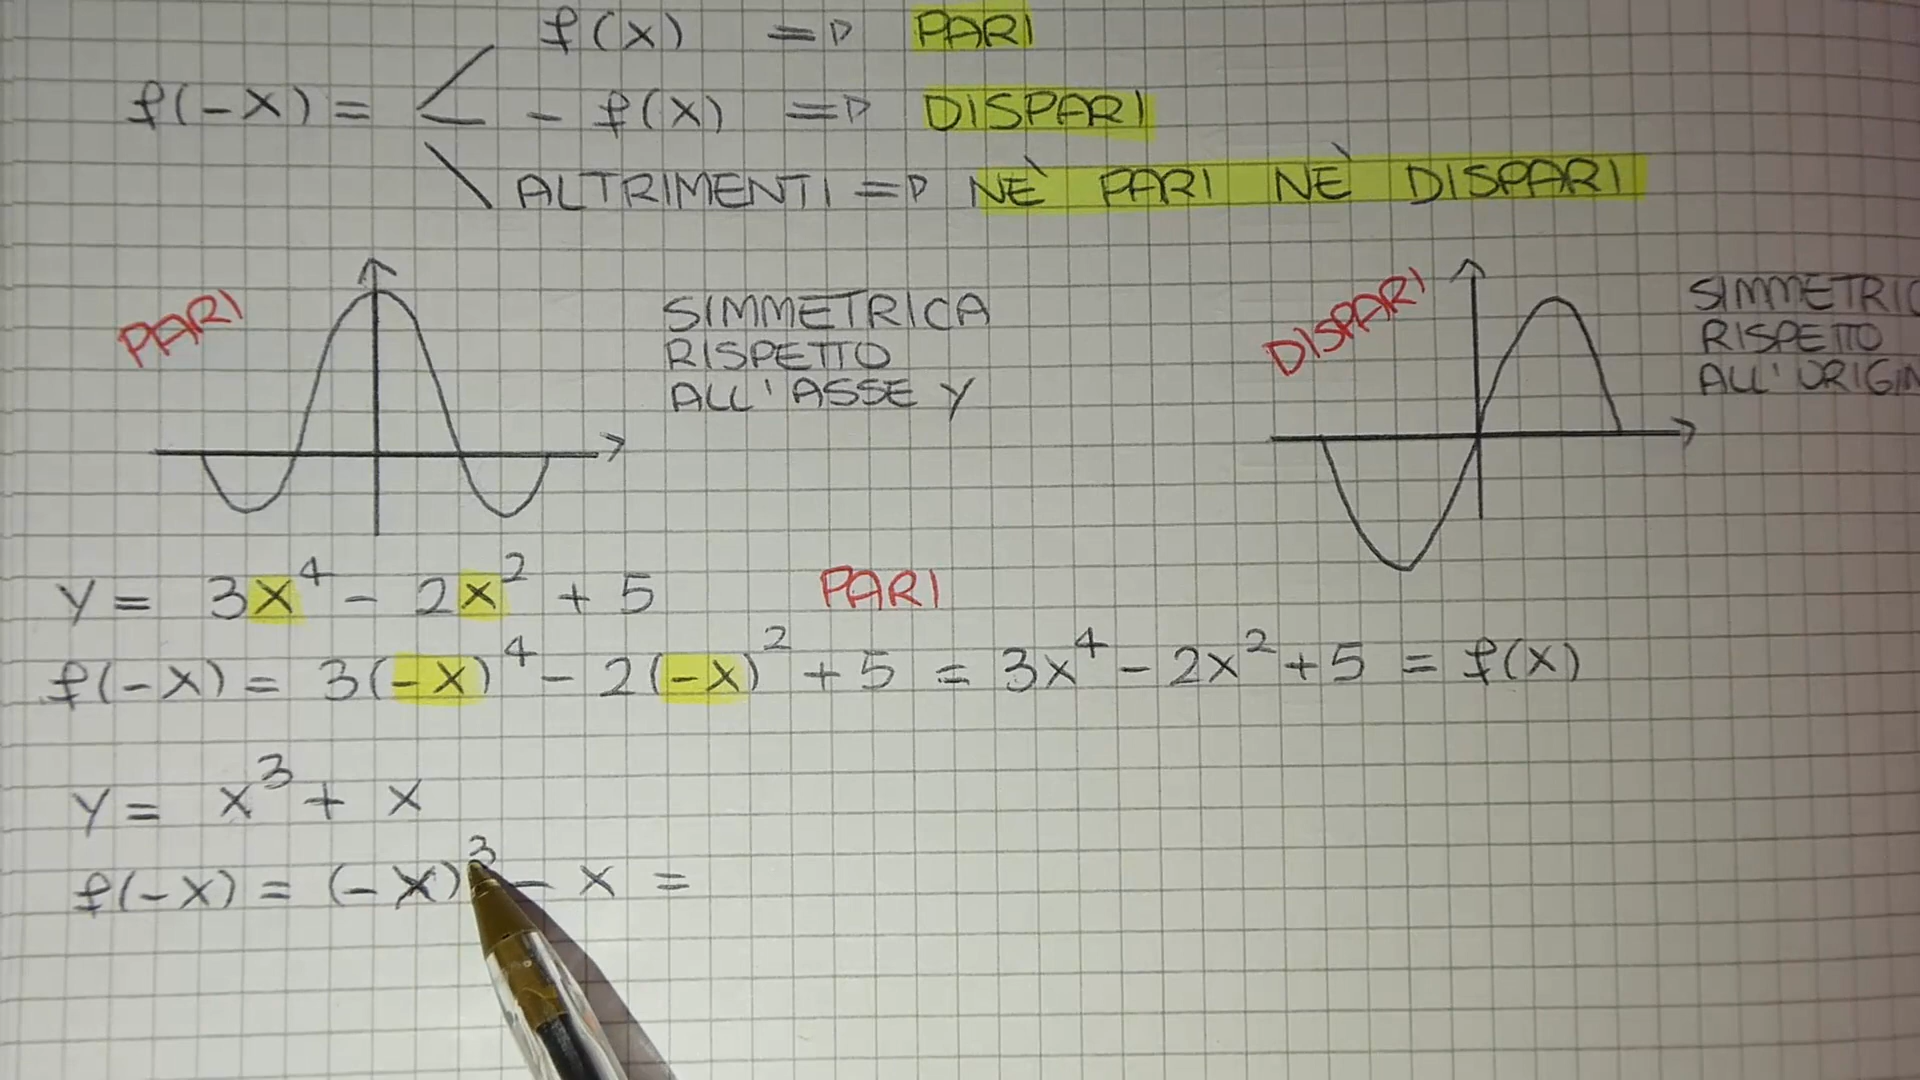 f(x) => PARI
f(-x) = - f(x) => DISPARI
ALTRIMENTI => NÈ PARI NÈ DISPARI
PARI
SIMMETRICA
RISPETTO
ALL'ASSE Y
DISPARI
SIMMETRIC
RISPETTO
ALL'ORIGIN
y = 3x⁴ - 2x² + 5 PARI
f(-x) = 3(-x)⁴ - 2(-x)² + 5 = 3x⁴ - 2x² + 5 = f(x)
y = x³ + x
f(-x) = (-x)³ - x =